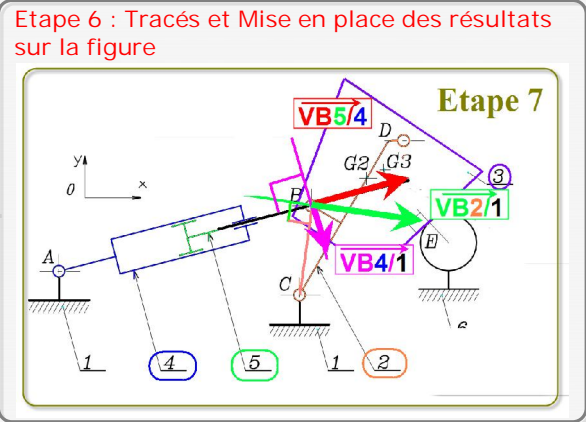 Etape 6 : Tracés et Mise en place des résultats
sur la figure
Etape 7
VB5/4
D
G2 G3
y
0 x
3
B
VB2/1
E
VB4/1
A
C
1 4 5 1 2